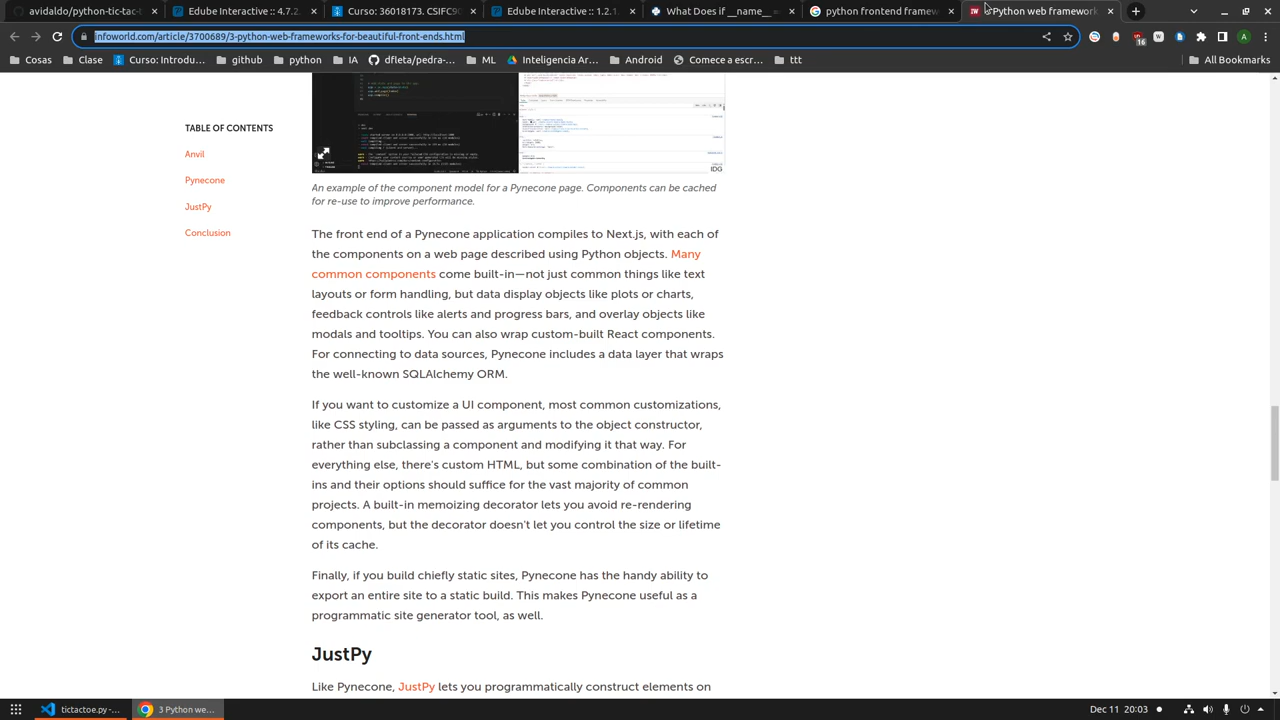 avidaldo/python-tic-tac-
Edube Interactive :: 4.7.2
Curso: 36018173. CSIFC90
Edube Interactive :: 1.2.1
What Does if __name__ =
python frontend framew
3 Python web framework
infoworld.com/article/3700689/3-python-web-frameworks-for-beautiful-front-ends.html
16
A
cursos
Curso: Introdu…
github
python
IA
dfleta/pedra-…
ML
Inteligencia Ar…
Android
Comece a escr…
ttt
All Bookmarks
TABLE OF CONTENTS
Anvil
Pynecone
JustPy
Conclusion
IDG
An example of the component model for a Pynecone page. Components can be cached
for re-use to improve performance.
The front end of a Pynecone application compiles to Next.js, with each of
the components on a web page described using Python objects. Many
common components come built-in—not just common things like text
layouts or form handling, but data display objects like plots or charts,
feedback controls like alerts and progress bars, and overlay objects like
modals and tooltips. You can also wrap custom-built React components.
For connecting to data sources, Pynecone includes a data layer that wraps
the well-known SQLAlchemy ORM.
If you want to customize a UI component, most common customizations,
like CSS styling, can be passed as arguments to the object constructor,
rather than subclassing a component and modifying it that way. For
everything else, there's custom HTML, but some combination of the built-
ins and their options should suffice for the vast majority of common
projects. A built-in memoizing decorator lets you avoid re-rendering
components, but the decorator doesn't let you control the size or lifetime
of its cache.
Finally, if you build chiefly static sites, Pynecone has the handy ability to
export an entire site to a static build. This makes Pynecone useful as a
programmatic site generator tool, as well.
JustPy
Like Pynecone, JustPy lets you programmatically construct elements on
tictactoe.py -…
3 Python we…
Dec 11 20:03